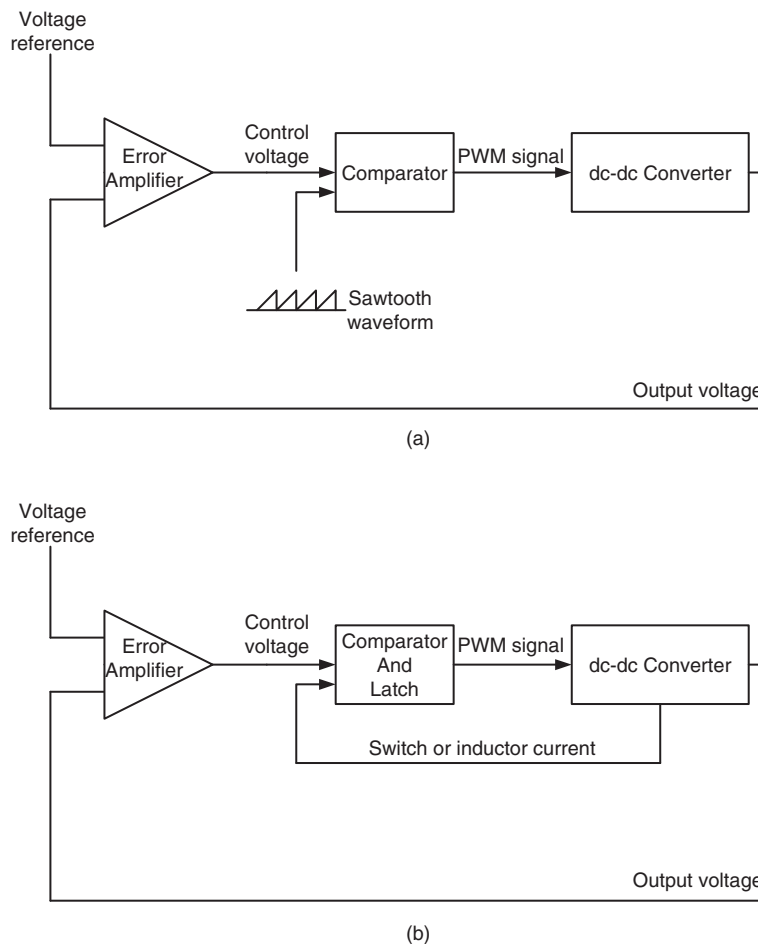 Voltage
reference
Error
Amplifier
Control
voltage
Comparator
PWM signal
dc-dc Converter
Sawtooth
waveform
Output voltage
(a)
Voltage
reference
Error
Amplifier
Control
voltage
Comparator
And
Latch
PWM signal
dc-dc Converter
Switch or inductor current
Output voltage
(b)